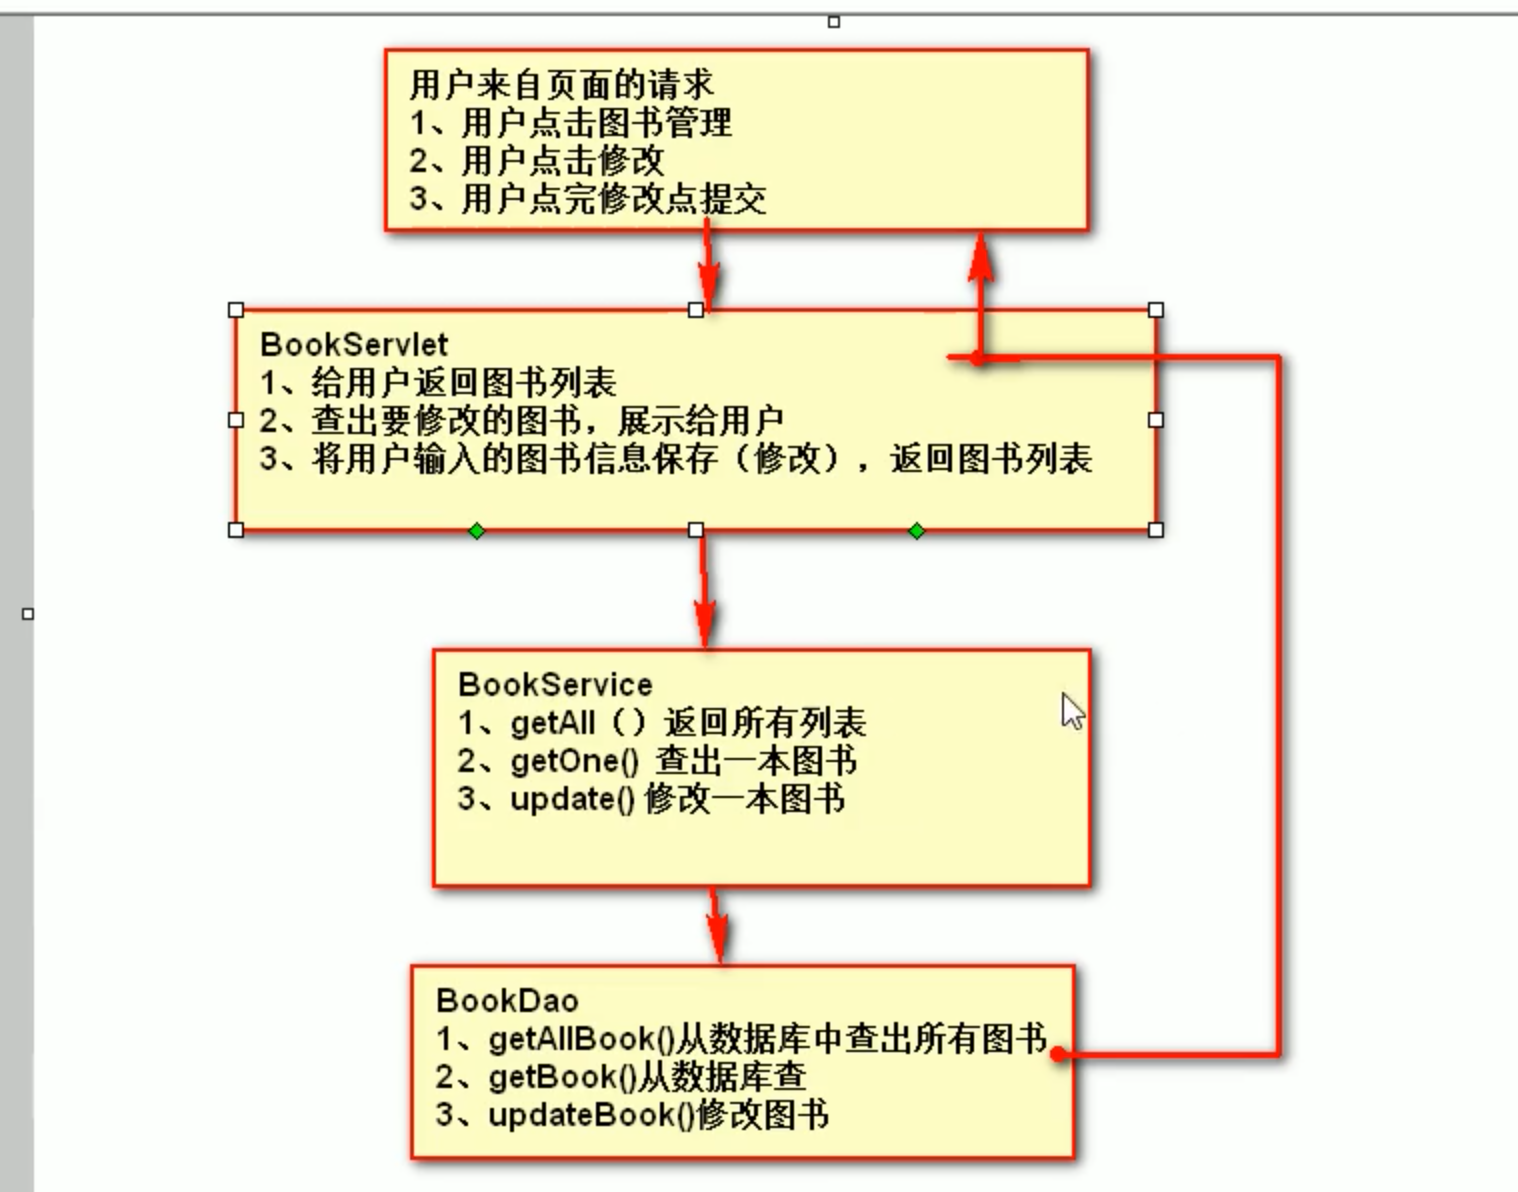 用户来自页面的请求
1、用户点击图书管理
2、用户点击修改
3、用户点完修改点提交
BookServlet
1、给用户返回图书列表
2、查出要修改的图书，展示给用户
3、将用户输入的图书信息保存（修改），返回图书列表
BookService
1、getAll（）返回所有列表
2、getOne() 查出一本图书
3、update() 修改一本图书
BookDao
1、getAllBook()从数据库中查出所有图书
2、getBook()从数据库查
3、updateBook()修改图书